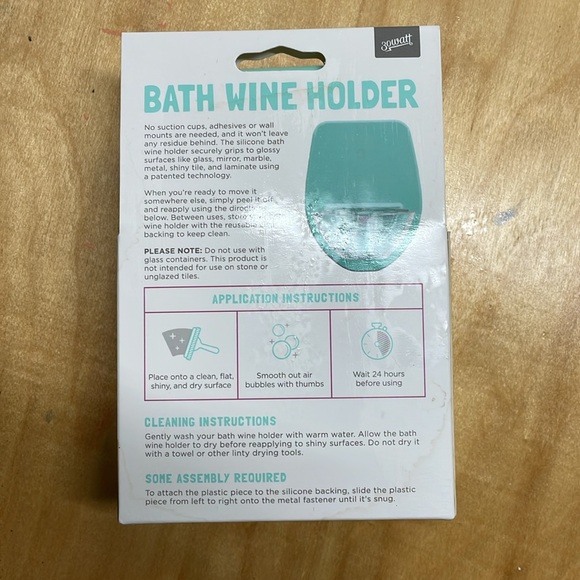 30watt
BATH WINE HOLDER
No suction cups, adhesives or wall
mounts are needed, and it won't leave
any residue behind. The silicone bath
wine holder securely grips to glossy
surfaces like glass, mirror, marble,
metal, shiny tile, and laminate using
a patented technology.
When you're ready to move it
somewhere else, simply peel it off
and reapply using the
below. Between uses, store
wine holder with the reusable
backing to keep clean.
PLEASE NOTE: Do not use with
glass containers. This product is
not intended for use on stone or
unglazed tiles.
APPLICATION INSTRUCTIONS
Place onto a clean, flat,
shiny, and dry surface
Smooth out air
bubbles with thumbs
Wait 24 hours
before using
CLEANING INSTRUCTIONS
Gently wash your bath wine holder with warm water. Allow the bath
wine holder to dry before reapplying to shiny surfaces. Do not dry it
with a towel or other linty drying tools.
SOME ASSEMBLY REQUIRED
To attach the plastic piece to the silicone backing, slide the plastic
piece from left to right onto the metal fastener until it's snug.